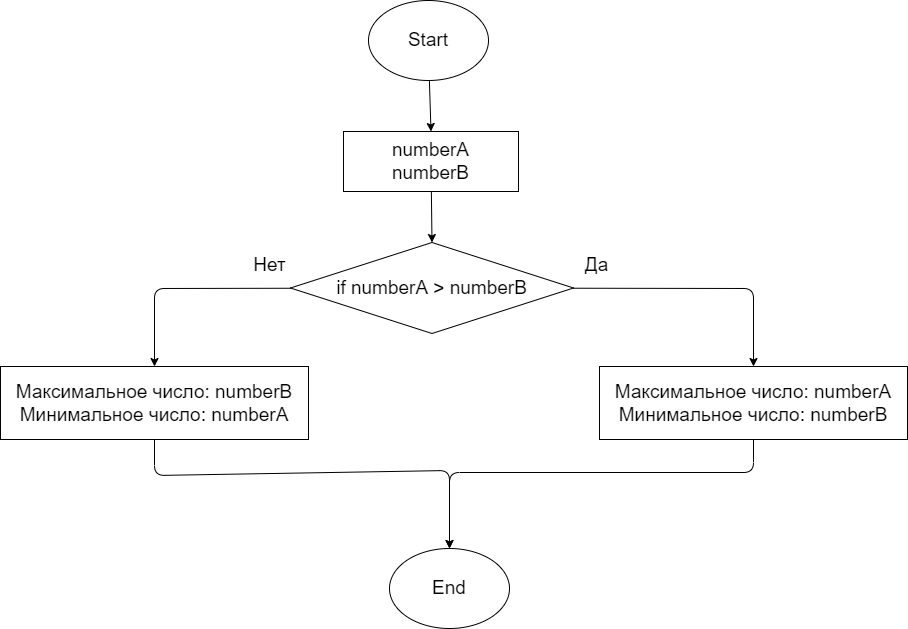 Start
numberA
numberB
Нет
Да
if numberA > numberB
Максимальное число: numberB
Минимальное число: numberA
Максимальное число: numberA
Минимальное число: numberB
End